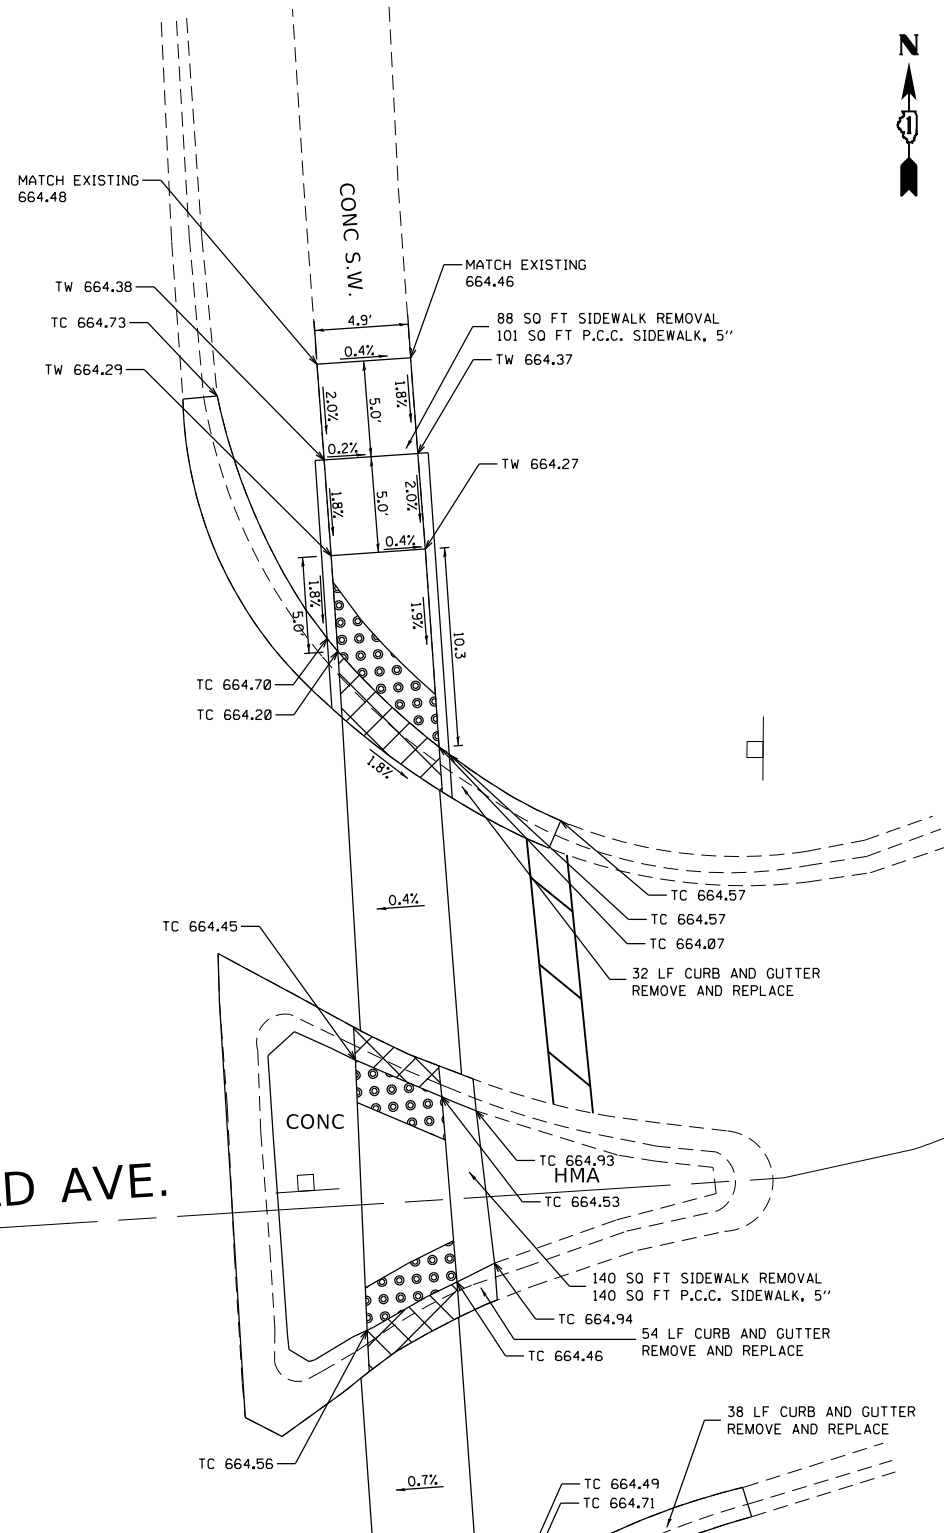 N
1
MATCH EXISTING
664.48
CONC S.W.
MATCH EXISTING
664.46
TW 664.38
TC 664.73
TW 664.29
4.9'
88 SQ FT SIDEWALK REMOVAL
101 SQ FT P.C.C. SIDEWALK, 5"
TW 664.37
0.4%
2.0%
5.0'
1.8%
0.2%
TW 664.27
1.8%
5.0'
2.0%
0.4%
1.8%
5.0'
1.9%
10.3
TC 664.70
TC 664.20
1.8%
TC 664.57
TC 664.57
TC 664.07
0.4%
TC 664.45
32 LF CURB AND GUTTER
REMOVE AND REPLACE
CONC
TC 664.93
HMA
TC 664.53
D AVE.
140 SQ FT SIDEWALK REMOVAL
140 SQ FT P.C.C. SIDEWALK, 5"
TC 664.94
54 LF CURB AND GUTTER
REMOVE AND REPLACE
TC 664.46
TC 664.56
38 LF CURB AND GUTTER
REMOVE AND REPLACE
0.7%
TC 664.49
TC 664.71